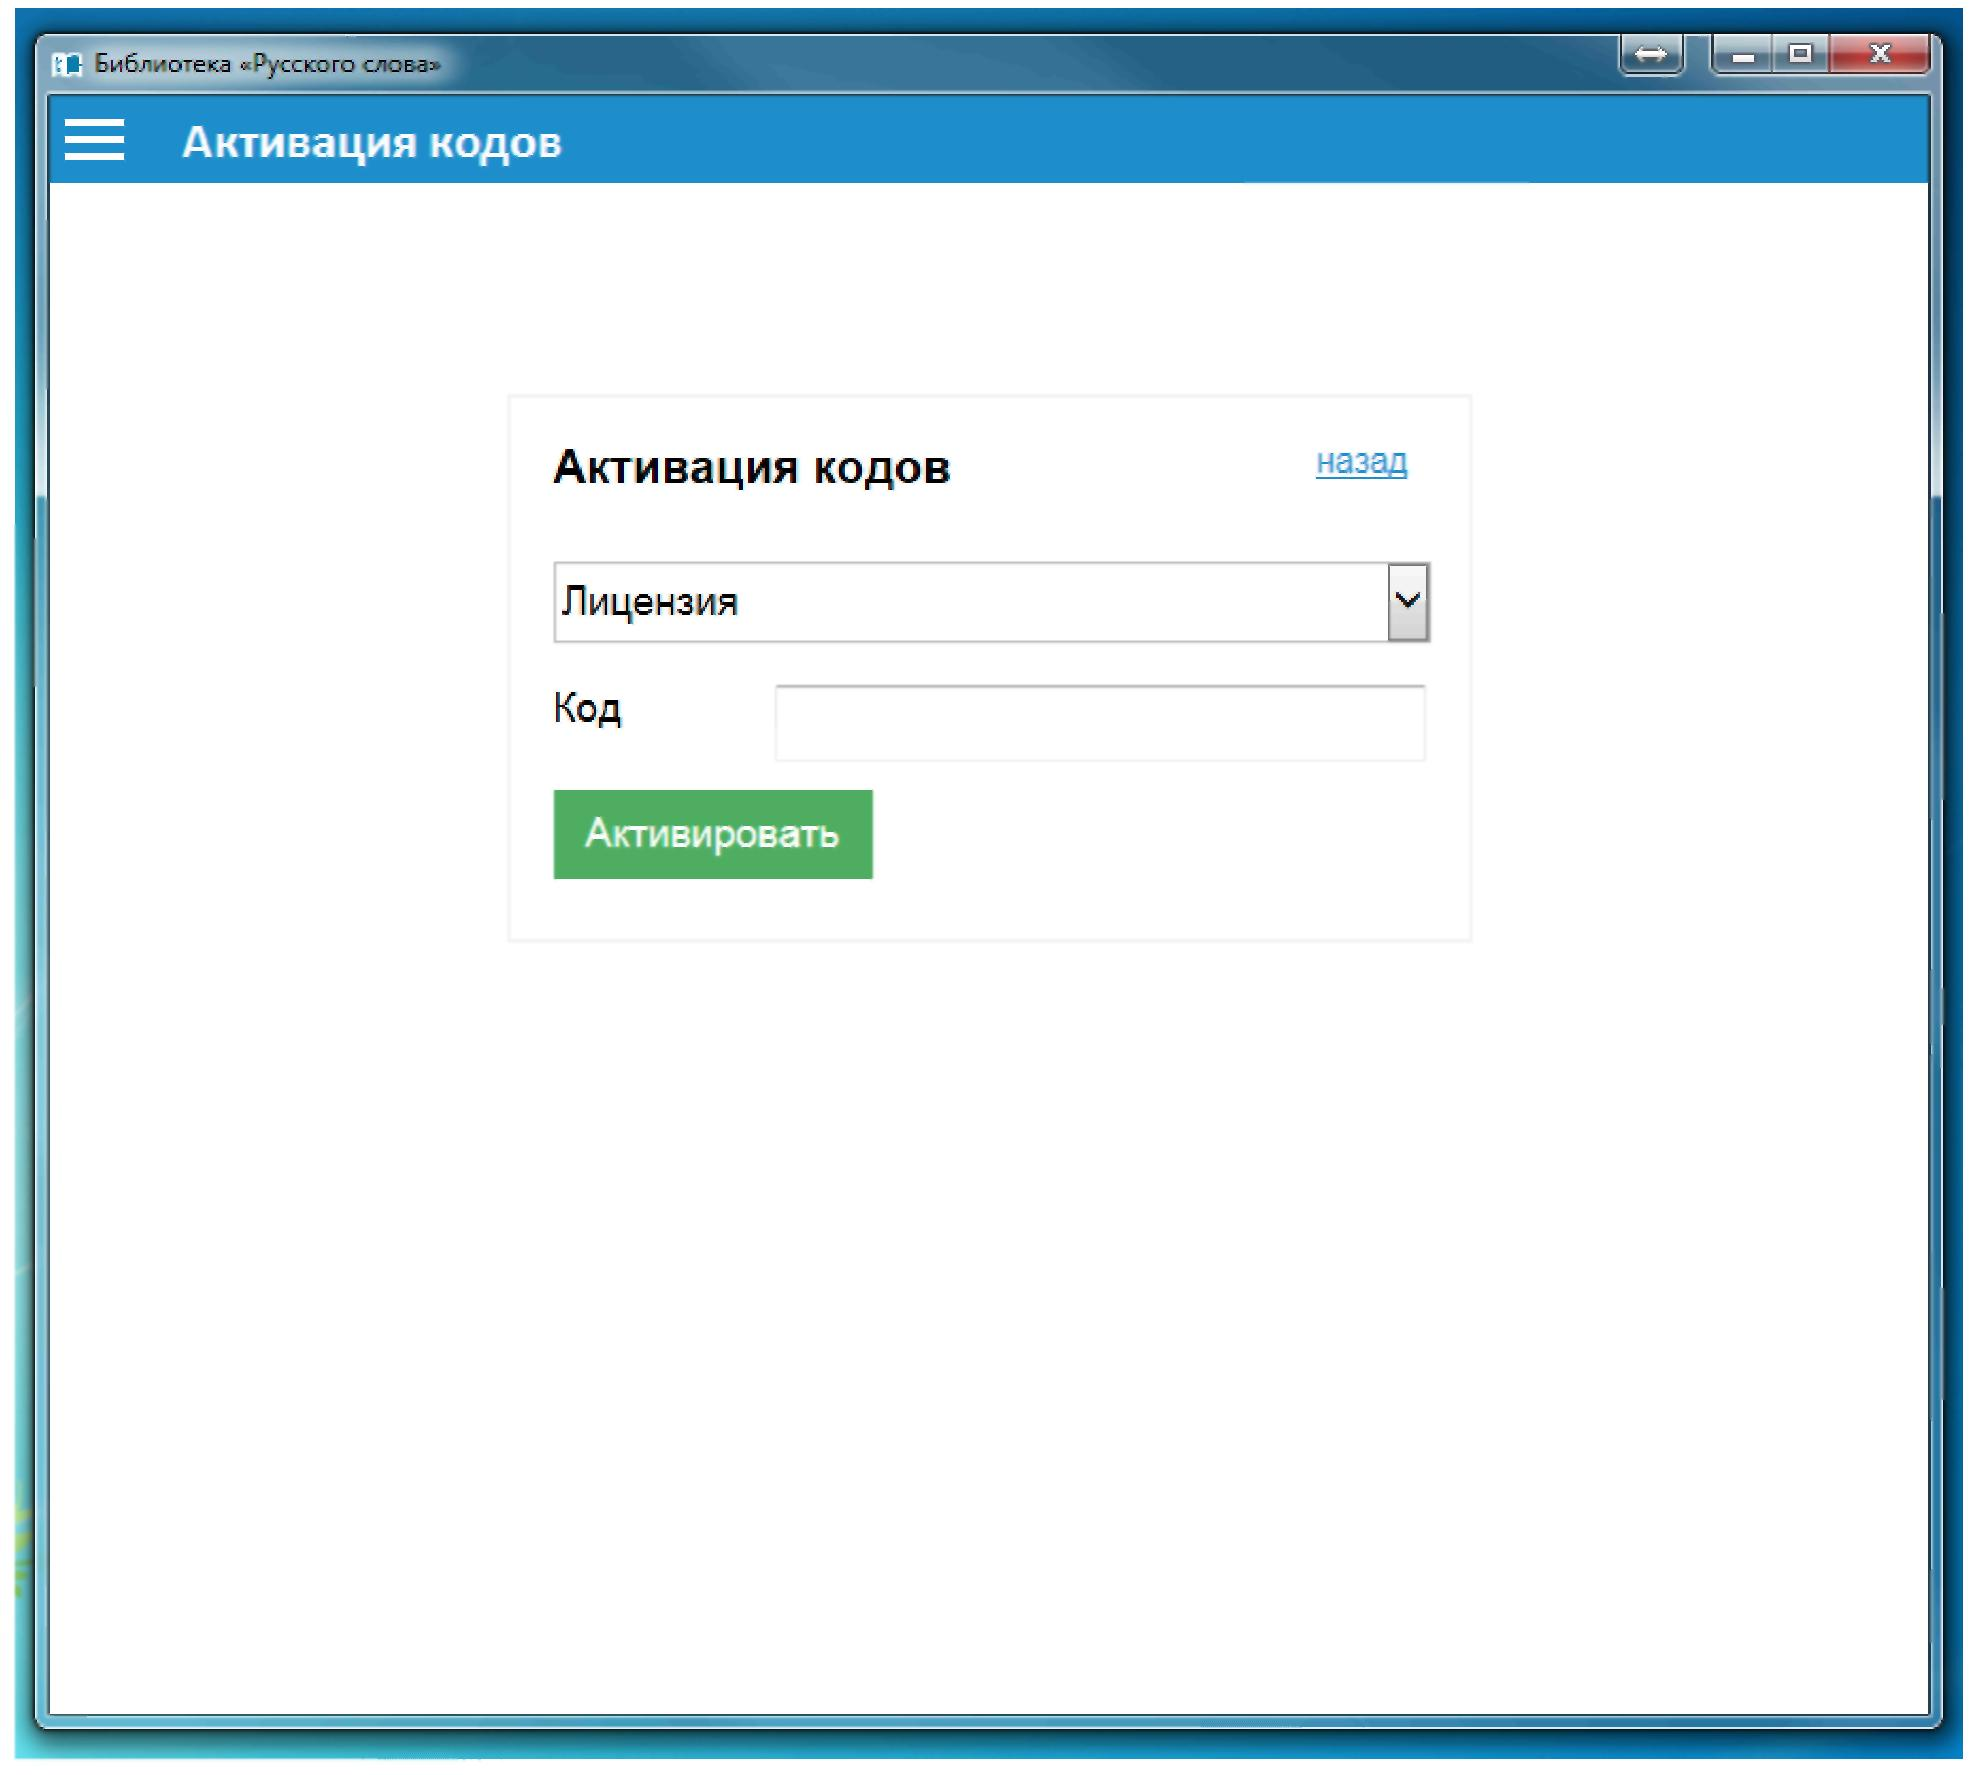 Библиотека «Русского слова»
Активация кодов
Активация кодов
назад
Лицензия
Код
Активировать